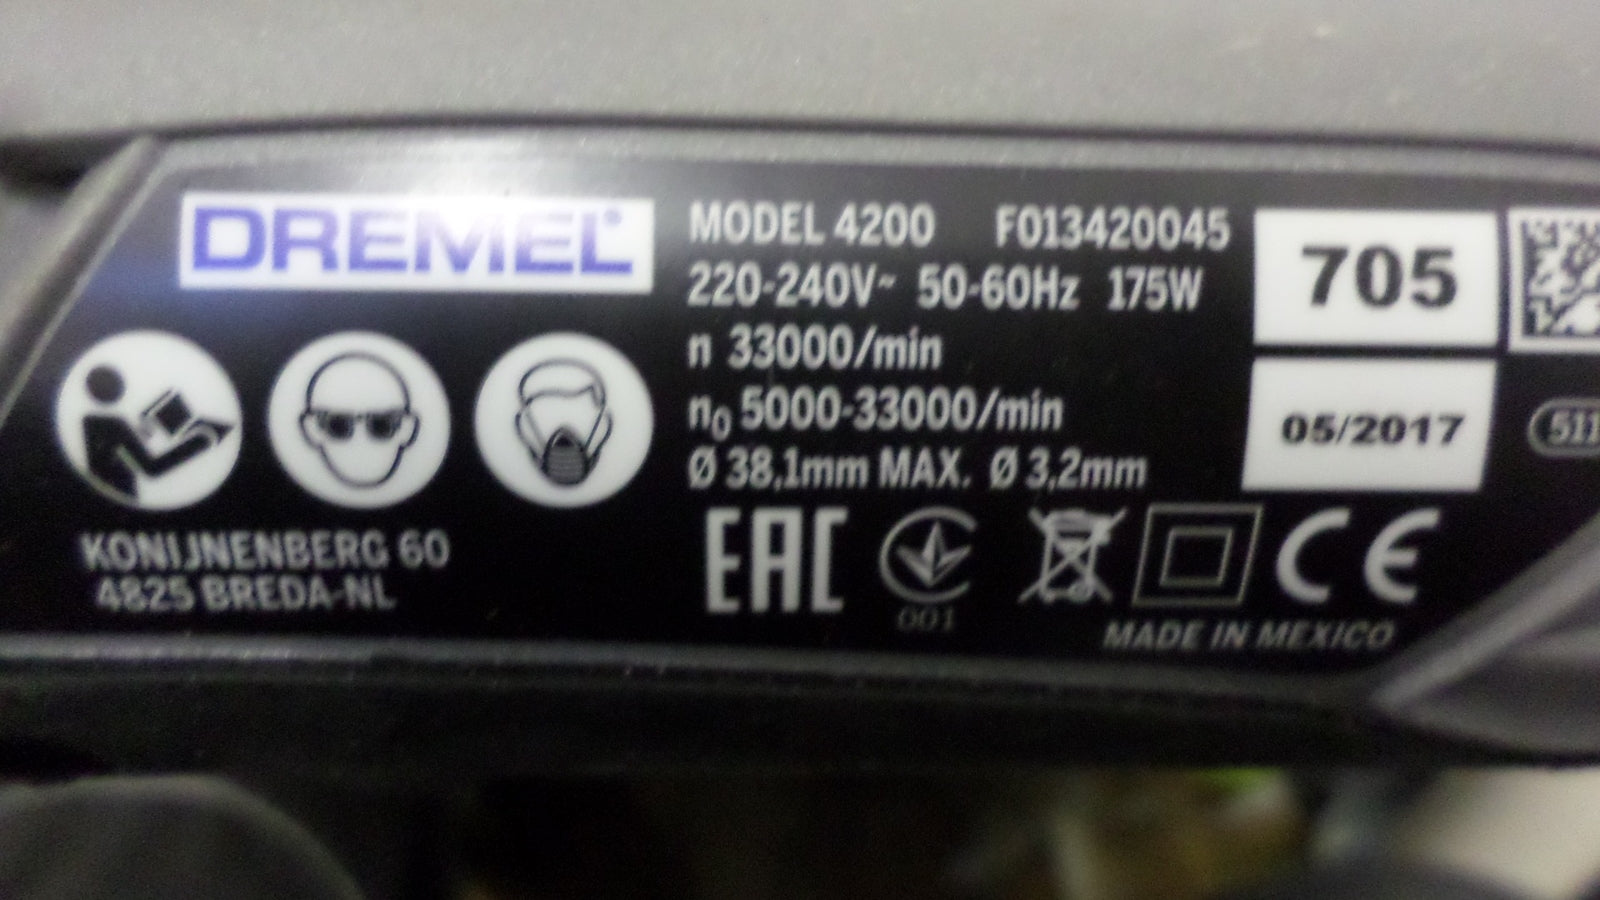 DREMEL®
MODEL 4200 F013420045
220-240V~ 50-60Hz 175W
n 33000/min
n₀ 5000-33000/min
Ø 38,1mm MAX. Ø 3,2mm
705
05/2017
511
KONIJNENBERG 60
4825 BREDA-NL
EAC
001
CE
MADE IN MEXICO